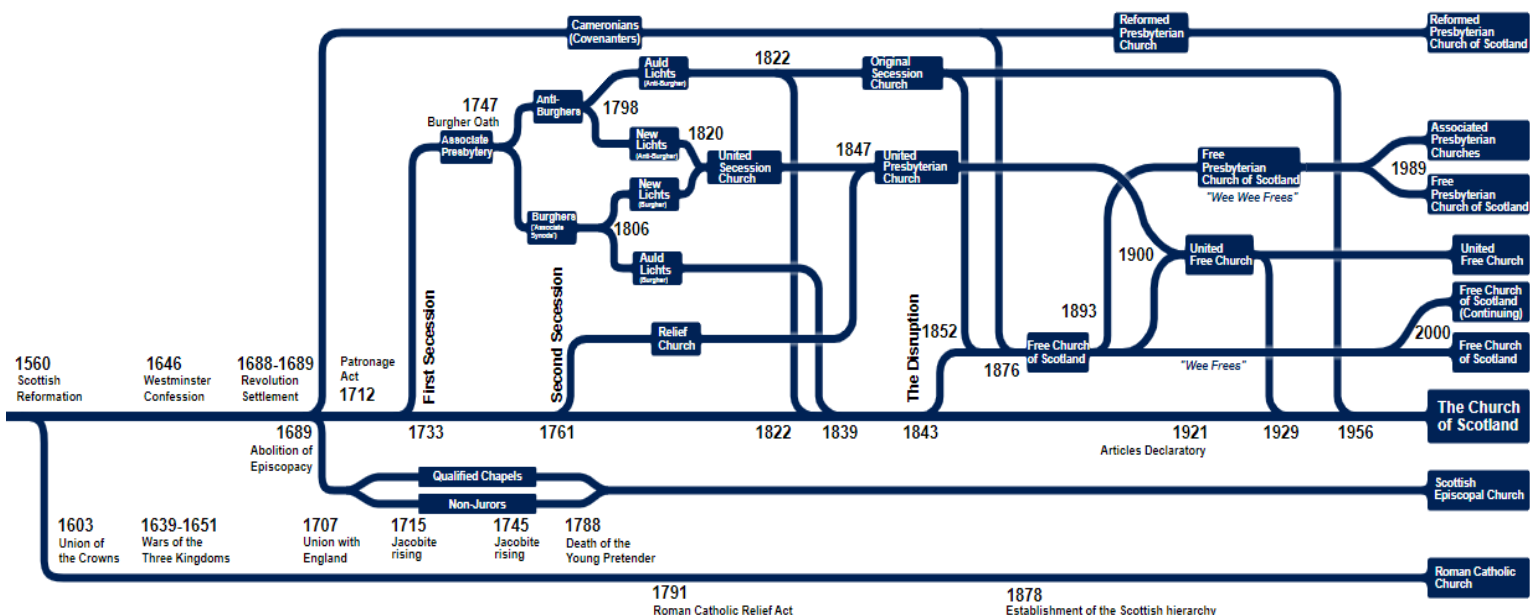 Cameronians
(Covenanters)
Reformed
Presbyterian
Church
Reformed
Presbyterian
Church of Scotland
Auld
Lichts
(Anti-Burgher)
1822
Original
Secession
Church
1747
Burgher Oath
Anti-
Burghers
1798
Associate
Presbytery
New
Lichts
(Anti-Burgher)
1820
United
Secession
Church
1847
United
Presbyterian
Church
Free
Presbyterian
Church of Scotland
"Wee Wee Frees"
Associated
Presbyterian
Churches
1989
Free
Presbyterian
Church of Scotland
New
Lichts
(Burgher)
Burghers
('Associate
Synods')
1806
Auld
Lichts
(Burgher)
1900
United
Free Church
United
Free Church
First Secession
Second Secession
Relief
Church
The Disruption
1852
1893
1876
Free Church
of Scotland
"Wee Frees"
Free Church
of Scotland
(Continuing)
2000
Free Church
of Scotland
1560
Scottish
Reformation
1646
Westminster
Confession
1688-1689
Revolution
Settlement
Patronage
Act
1712
The Church
of Scotland
1689
Abolition of
Episcopacy
1733
1761
1822
1839
1843
1921
Articles Declaratory
1929
1956
Qualified Chapels
Non-Jurors
Scottish
Episcopal Church
1603
Union of
the Crowns
1639-1651
Wars of the
Three Kingdoms
1707
Union with
England
1715
Jacobite
rising
1745
Jacobite
rising
1788
Death of the
Young Pretender
Roman Catholic
Church
1791
Roman Catholic Relief Act
1878
Establishment of the Scottish hierarchy